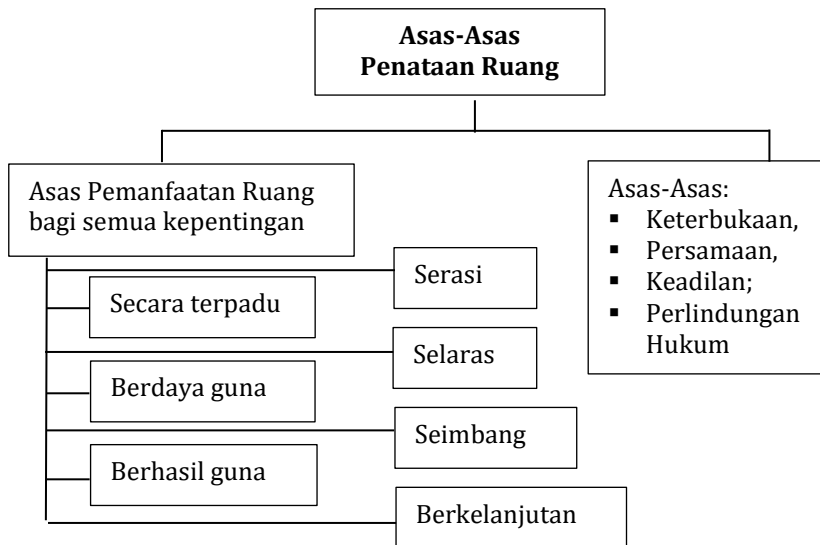 Asas-Asas
Penataan Ruang
Asas Pemanfaatan Ruang
bagi semua kepentingan
Asas-Asas:
▪ Keterbukaan,
▪ Persamaan,
▪ Keadilan;
▪ Perlindungan
Hukum
Serasi
Secara terpadu
Selaras
Berdaya guna
Seimbang
Berhasil guna
Berkelanjutan